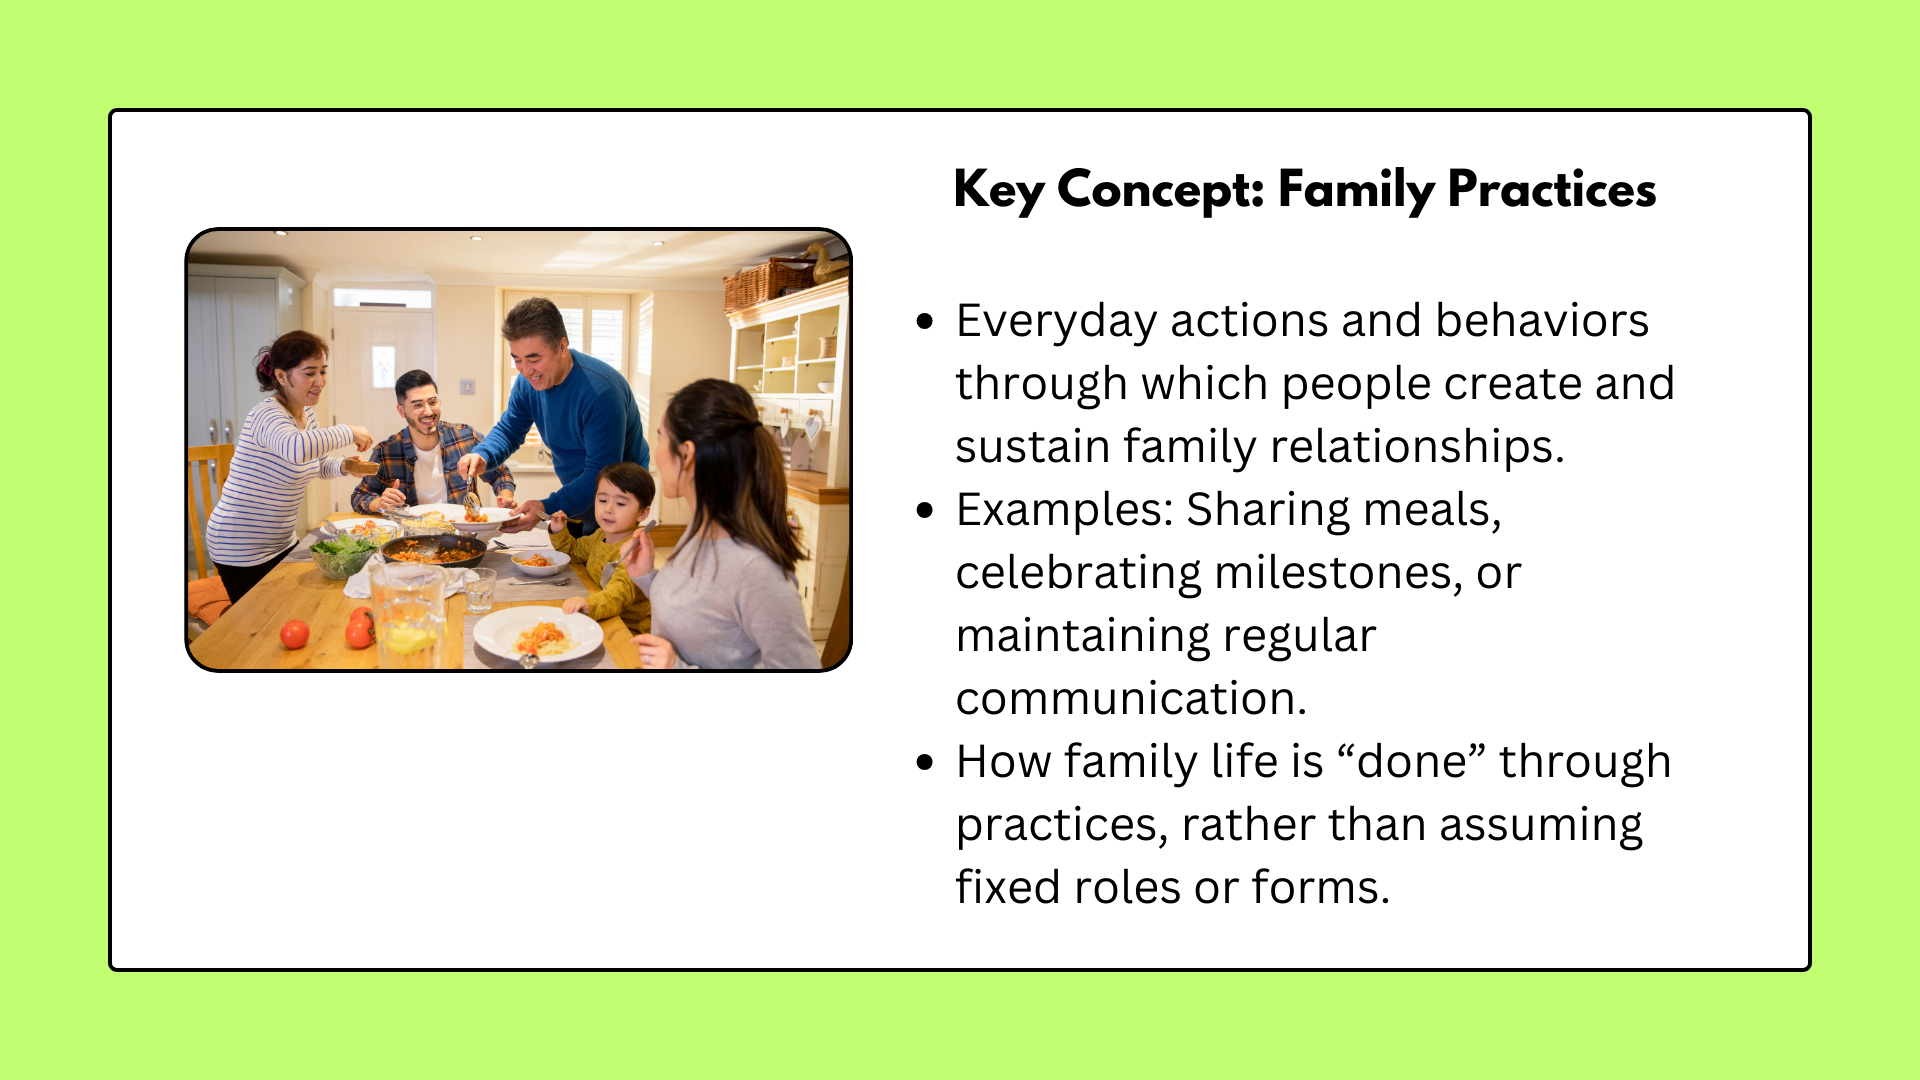 Key Concept: Family Practices
• Everyday actions and behaviors
through which people create and
sustain family relationships.
• Examples: Sharing meals,
celebrating milestones, or
maintaining regular
communication.
• How family life is “done” through
practices, rather than assuming
fixed roles or forms.